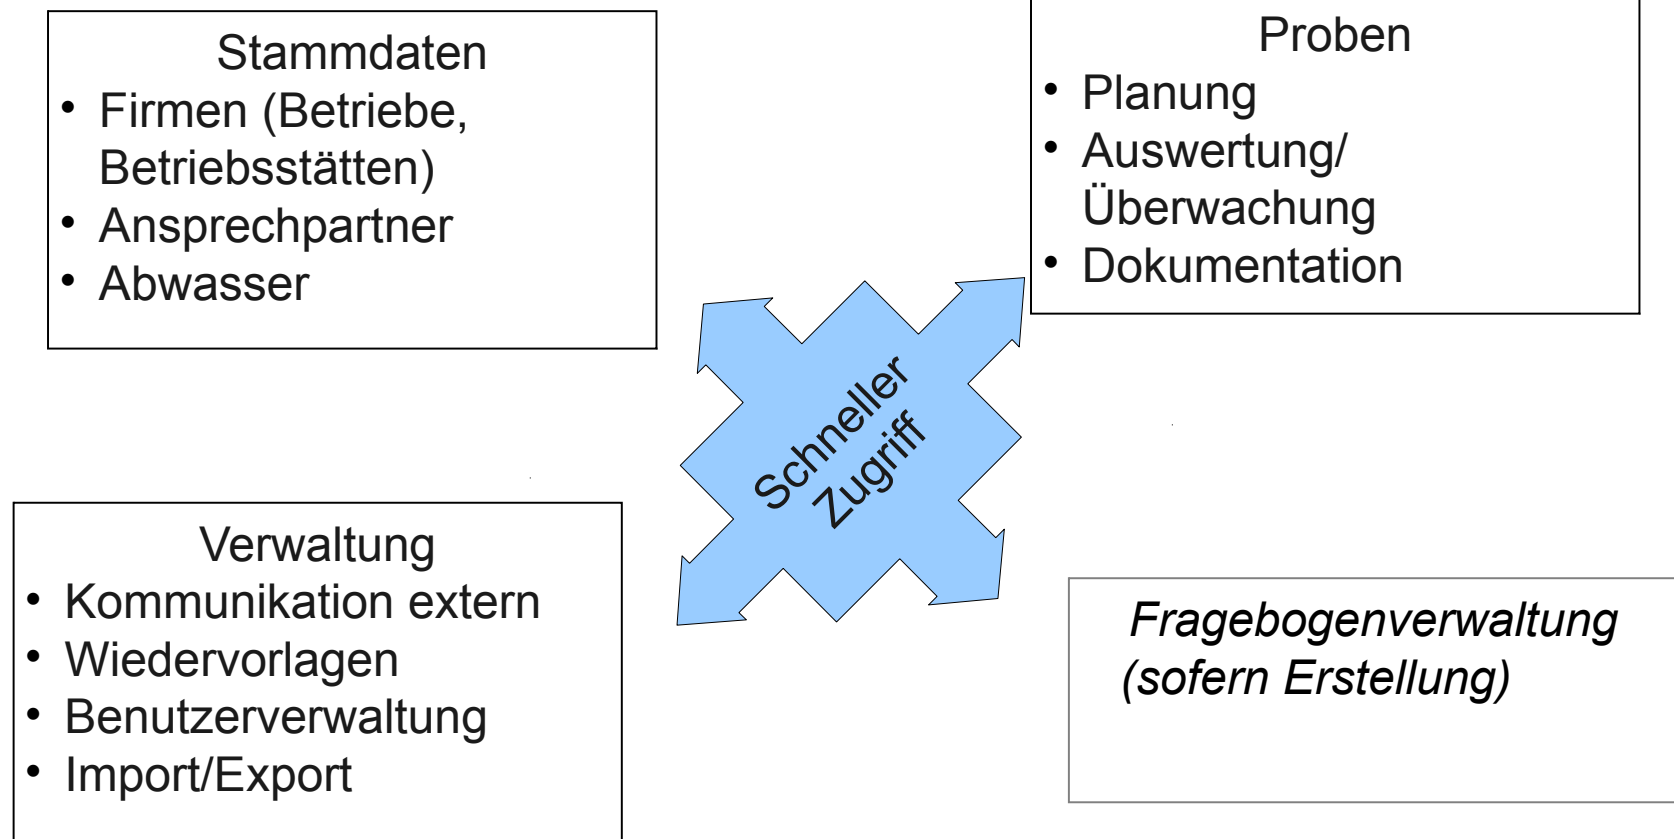 Stammdaten
• Firmen (Betriebe,
Betriebsstätten)
• Ansprechpartner
• Abwasser
Proben
• Planung
• Auswertung/
Überwachung
• Dokumentation
Schneller
Zugriff
Verwaltung
• Kommunikation extern
• Wiedervorlagen
• Benutzerverwaltung
• Import/Export
Fragebogenverwaltung
(sofern Erstellung)